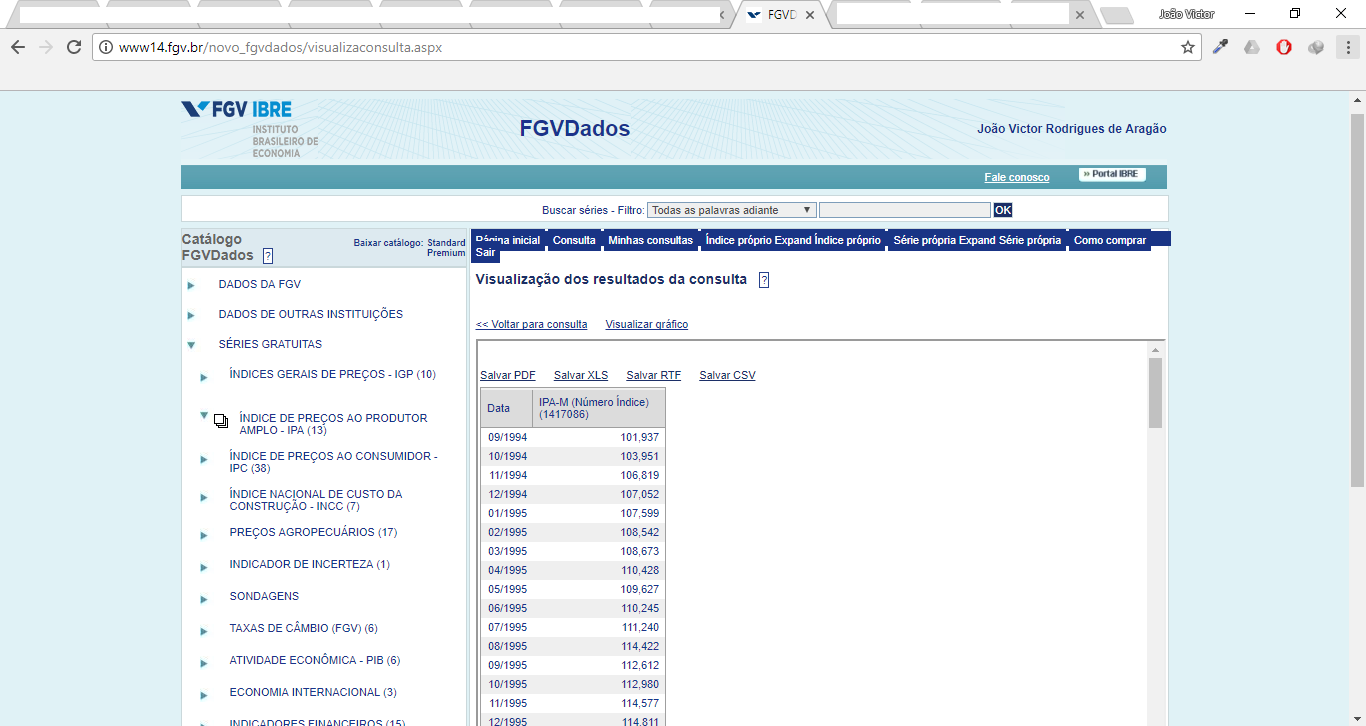 FGVD
João Victor
www14.fgv.br/novo_fgvdados/visualizaconsulta.aspx
FGV IBRE
INSTITUTO
BRASILEIRO DE
ECONOMIA
FGVDados
João Victor Rodrigues de Aragão
Fale conosco
» Portal IBRE
Buscar séries - Filtro: Todas as palavras adiante OK
Catálogo
FGVDados ?
Baixar catálogo: Standard
Premium
DADOS DA FGV
DADOS DE OUTRAS INSTITUIÇÕES
SÉRIES GRATUITAS
ÍNDICES GERAIS DE PREÇOS - IGP (10)
ÍNDICE DE PREÇOS AO PRODUTOR
AMPLO - IPA (13)
ÍNDICE DE PREÇOS AO CONSUMIDOR -
IPC (38)
ÍNDICE NACIONAL DE CUSTO DA
CONSTRUÇÃO - INCC (7)
PREÇOS AGROPECUÁRIOS (17)
INDICADOR DE INCERTEZA (1)
SONDAGENS
TAXAS DE CÂMBIO (FGV) (6)
ATIVIDADE ECONÔMICA - PIB (6)
ECONOMIA INTERNACIONAL (3)
INDICADORES FINANCEIROS (15)
Página inicial Consulta Minhas consultas Índice próprio Expand Índice próprio Série própria Expand Série própria Como comprar
Sair
Visualização dos resultados da consulta ?
<< Voltar para consulta Visualizar gráfico
Salvar PDF Salvar XLS Salvar RTF Salvar CSV
Data IPA-M (Número Índice)
(1417086)
09/1994 101,937
10/1994 103,951
11/1994 106,819
12/1994 107,052
01/1995 107,599
02/1995 108,542
03/1995 108,673
04/1995 110,428
05/1995 109,627
06/1995 110,245
07/1995 111,240
08/1995 114,422
09/1995 112,612
10/1995 112,980
11/1995 114,577
12/1995 114,811